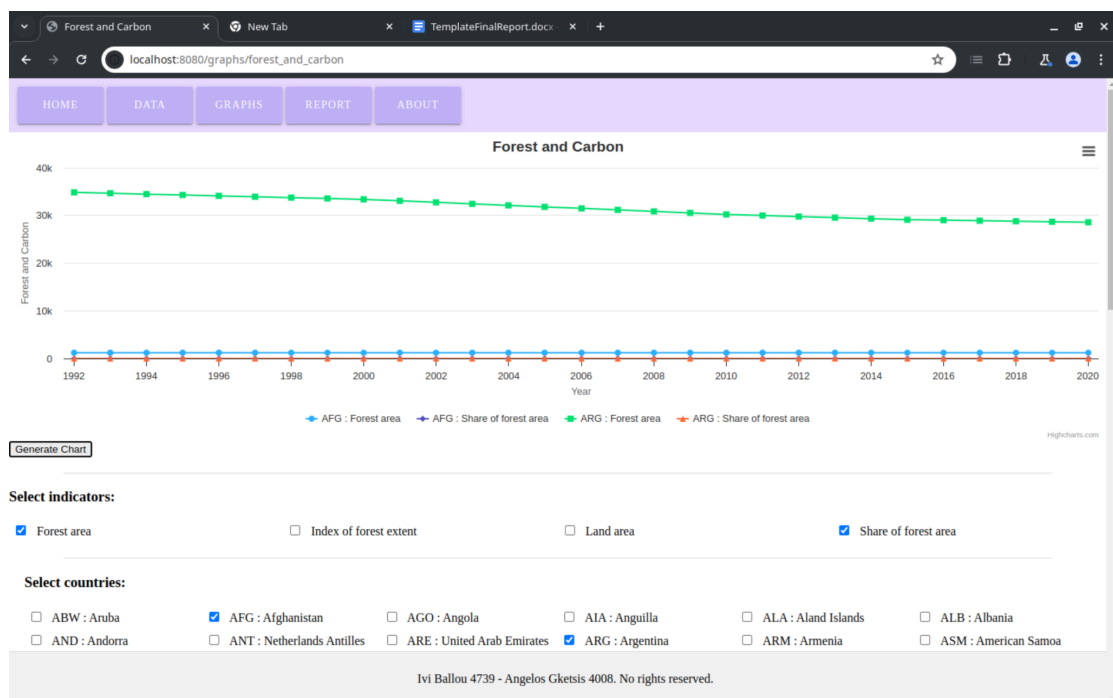 Forest and Carbon
New Tab
TemplateFinalReport.docx
localhost:8080/graphs/forest_and_carbon
HOME DATA GRAPHS REPORT ABOUT
Forest and Carbon
40k
30k
20k
10k
0
Forest and Carbon
1992 1994 1996 1998 2000 2002 2004 2006 2008 2010 2012 2014 2016 2018 2020
Year
AFG : Forest area AFG : Share of forest area ARG : Forest area ARG : Share of forest area
Highcharts.com
Generate Chart
Select indicators:
Forest area Index of forest extent Land area Share of forest area
Select countries:
ABW : Aruba AFG : Afghanistan AGO : Angola AIA : Anguilla ALA : Aland Islands ALB : Albania
AND : Andorra ANT : Netherlands Antilles ARE : United Arab Emirates ARG : Argentina ARM : Armenia ASM : American Samoa
Ivi Ballou 4739 - Angelos Gketsis 4008. No rights reserved.